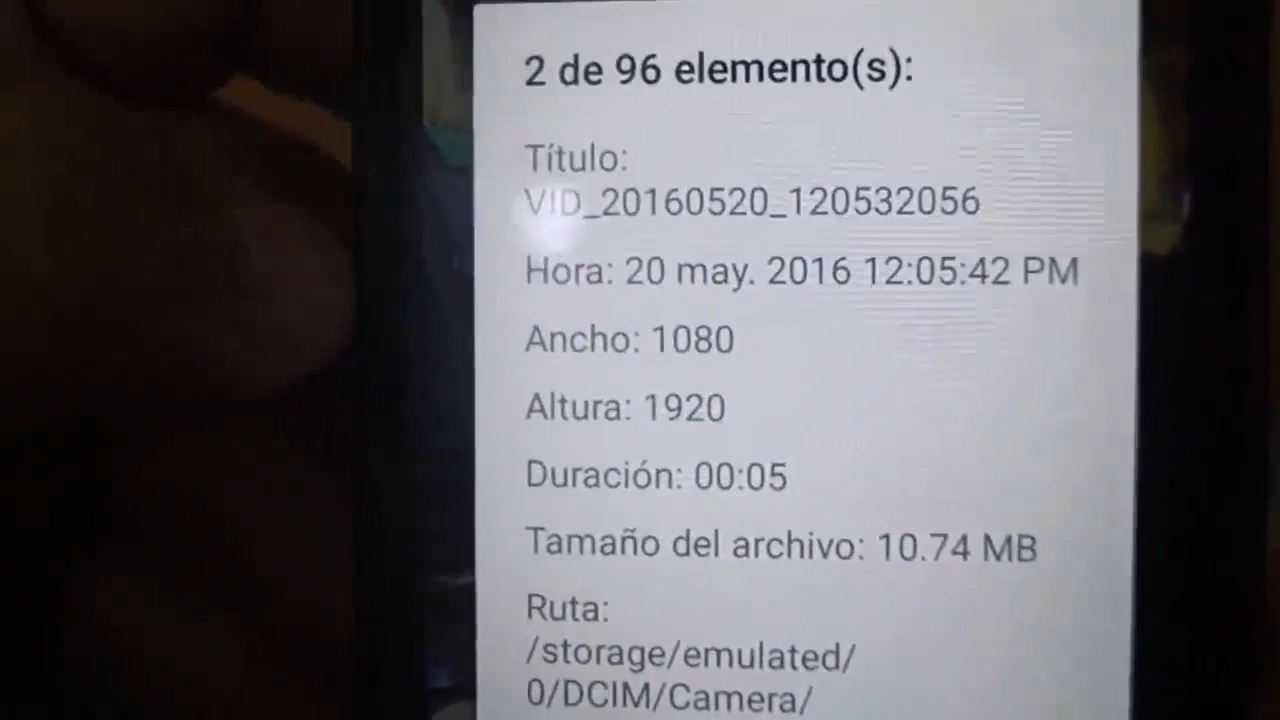 2 de 96 elemento(s):
Título:
VID_20160520_120532056
Hora: 20 may. 2016 12:05:42 PM
Ancho: 1080
Altura: 1920
Duración: 00:05
Tamaño del archivo: 10.74 MB
Ruta:
/storage/emulated/
0/DCIM/Camera/